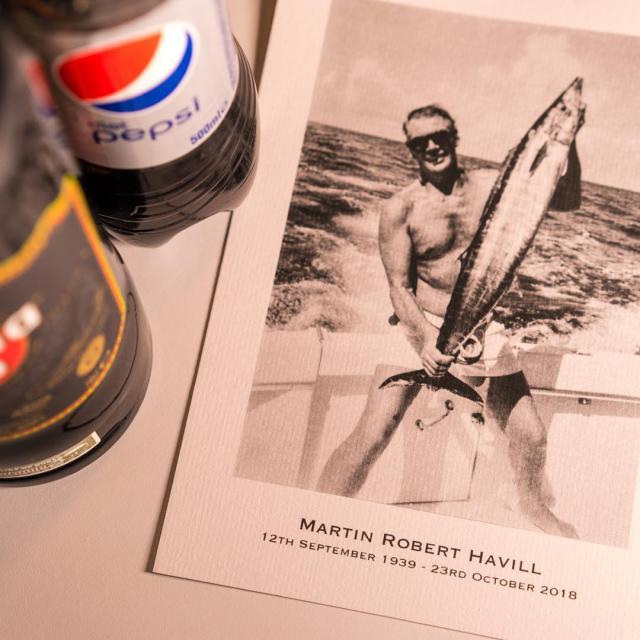 pepsi
500ml e
MARTIN ROBERT HAVILL
12TH SEPTEMBER 1939 - 23RD OCTOBER 2018